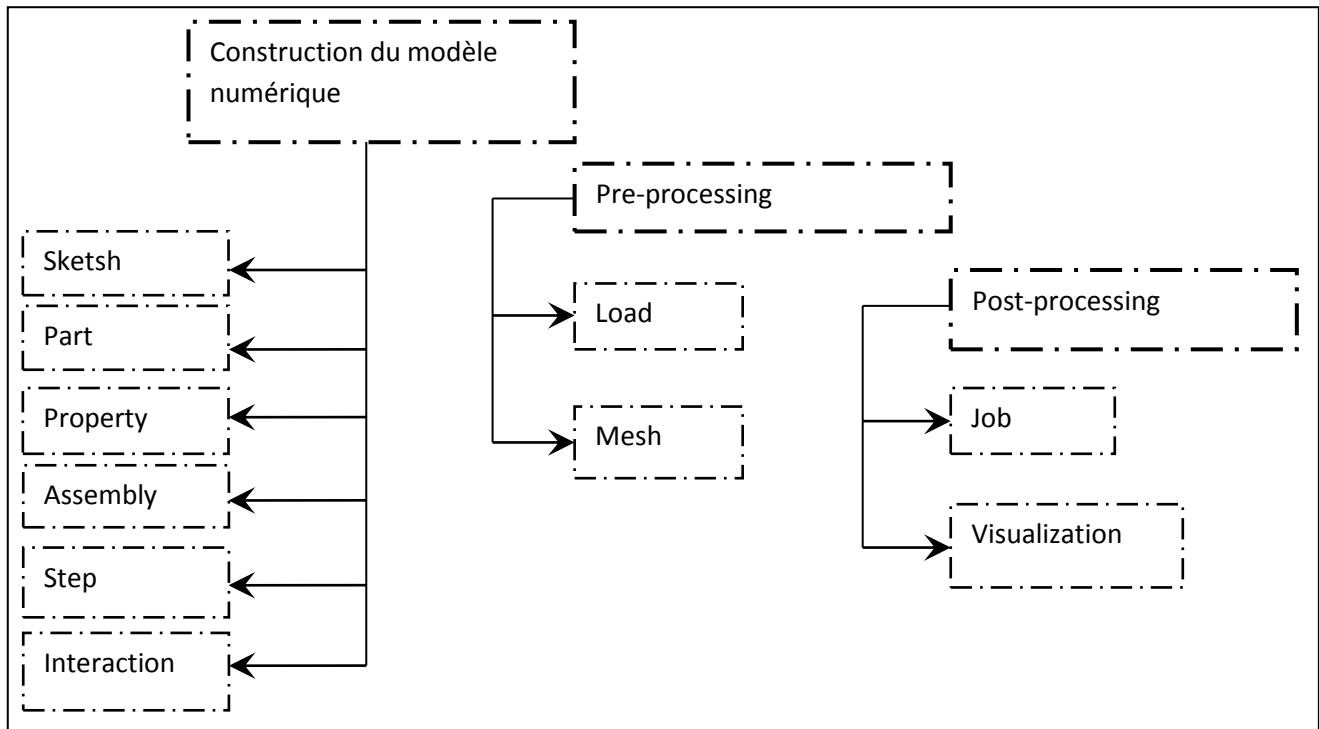 Construction du modèle
numérique
Sketsh
Part
Property
Assembly
Step
Interaction
Pre-processing
Load
Mesh
Post-processing
Job
Visualization